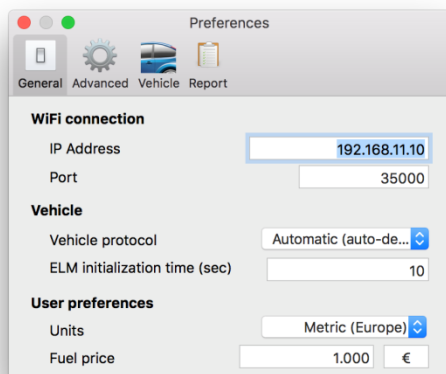 Preferences
General Advanced Vehicle Report
WiFi connection
IP Address 192.168.11.10
Port 35000
Vehicle
Vehicle protocol Automatic (auto-de...
ELM initialization time (sec) 10
User preferences
Units Metric (Europe)
Fuel price 1.000 €